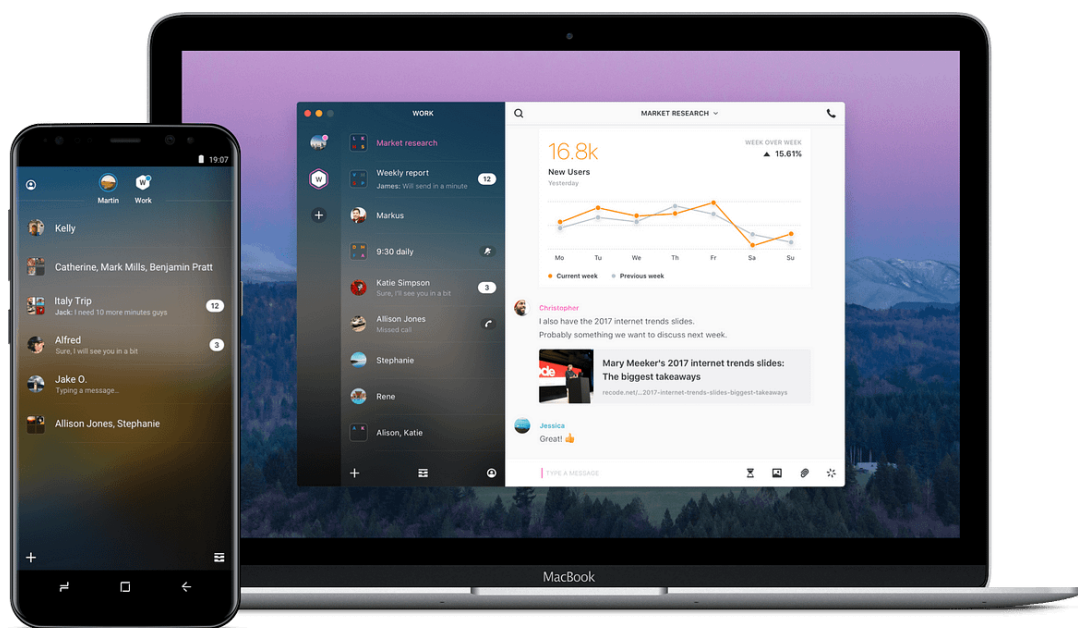 19:07
W
Martin
Work
Kelly
Catherine, Mark Mills, Benjamin Pratt
Italy Trip
Jack: I need 10 more minutes guys
12
Alfred
Sure, I will see you in a bit
3
Jake O.
Typing a message...
Allison Jones, Stephanie
WORK
W
Market research
Weekly report
James: Will send in a minute
12
Markus
9:30 daily
Katie Simpson
Sure, I'll see you in a bit
3
Allison Jones
Missed call
Stephanie
Rene
A K
Alison, Katie
MARKET RESEARCH
16.8k
New Users
Yesterday
WEEK OVER WEEK
15.61%
Mo Tu We Th Fr Sa Su
Current week
Previous week
Christopher
I also have the 2017 internet trends slides.
Probably something we want to discuss next week.
Mary Meeker's 2017 internet trends slides:
The biggest takeaways
recode.net/...2017-internet-trends-slides-biggest-takeaways
Jessica
Great! 👍
TYPE A MESSAGE
MacBook